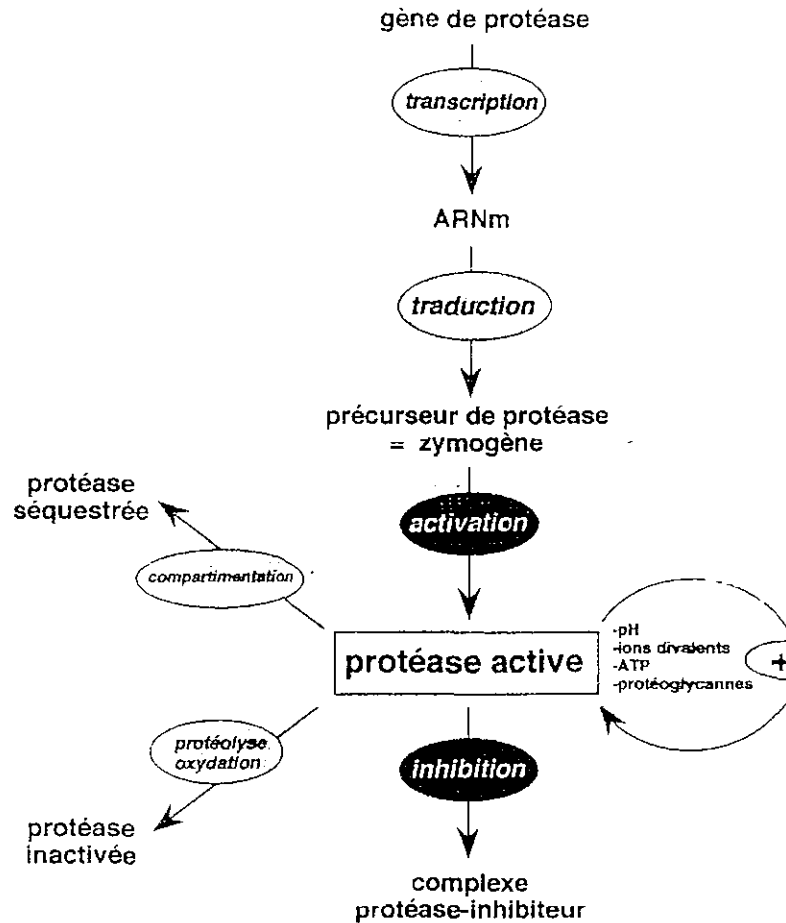 gène de protéase
transcription
ARNm
traduction
précurseur de protéase
= zymogène
activation
protéase
séquestrée
compartimentation
protéase active
-pH
-ions divalents
-ATP
-protéoglycannes
+
protéolyse
oxydation
inhibition
protéase
inactivée
complexe
protéase-inhibiteur